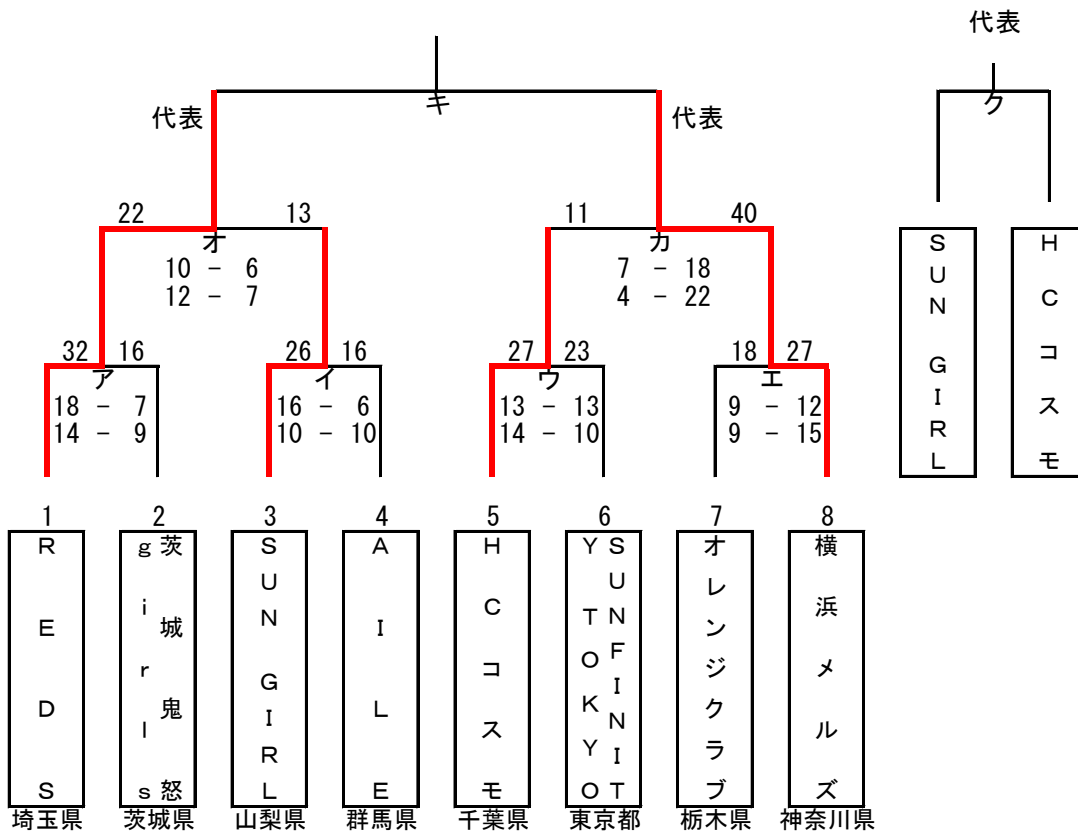 代表
キ
ク
代表
代表
22 13
オ
10 - 6
12 - 7
11 40
カ
7 - 18
4 - 22
SUN GIRL
HCコスモ
32 16
ア
18 - 7
14 - 9
26 16
イ
16 - 6
10 - 10
27 23
ウ
13 - 13
14 - 10
18 27
エ
9 - 12
9 - 15
1 2 3 4 5 6 7 8
REDS
茨城鬼怒
girls
SUN GIRL
AILE
HCコスモ
SUNFINIT
Y TOKYO
オレンジクラブ
横浜メルズ
埼玉県 茨城県 山梨県 群馬県 千葉県 東京都 栃木県 神奈川県